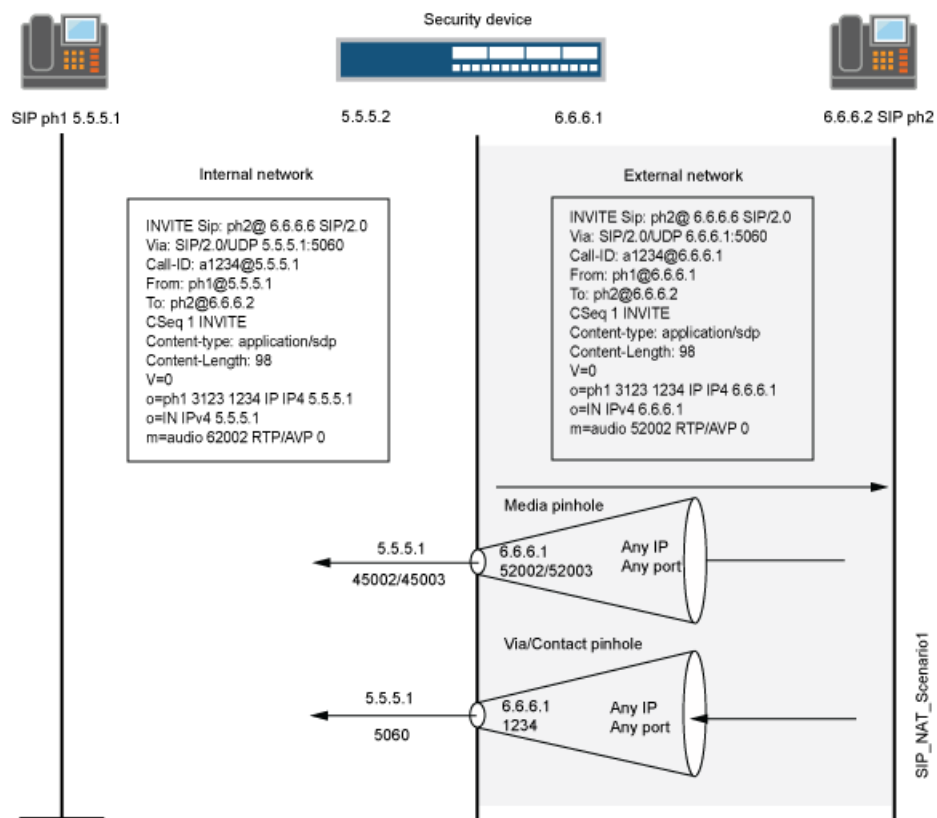 Security device
SIP ph1 5.5.5.1
5.5.5.2
6.6.6.1
6.6.6.2 SIP ph2
Internal network
INVITE Sip: ph2@ 6.6.6.6 SIP/2.0
Via: SIP/2.0/UDP 5.5.5.1:5060
Call-ID: a1234@5.5.5.1
From: ph1@5.5.5.1
To: ph2@6.6.6.2
CSeq 1 INVITE
Content-type: application/sdp
Content-Length: 98
V=0
o=ph1 3123 1234 IP IP4 5.5.5.1
o=IN IPv4 5.5.5.1
m=audio 62002 RTP/AVP 0
External network
INVITE Sip: ph2@ 6.6.6.6 SIP/2.0
Via: SIP/2.0/UDP 6.6.6.1:5060
Call-ID: a1234@6.6.6.1
From: ph1@6.6.6.1
To: ph2@6.6.6.2
CSeq 1 INVITE
Content-type: application/sdp
Content-Length: 98
V=0
o=ph1 3123 1234 IP IP4 6.6.6.1
o=IN IPv4 6.6.6.1
m=audio 52002 RTP/AVP 0
Media pinhole
5.5.5.1
45002/45003
6.6.6.1
52002/52003
Any IP
Any port
Via/Contact pinhole
5.5.5.1
5060
6.6.6.1
1234
Any IP
Any port
SIP_NAT_Scenario1